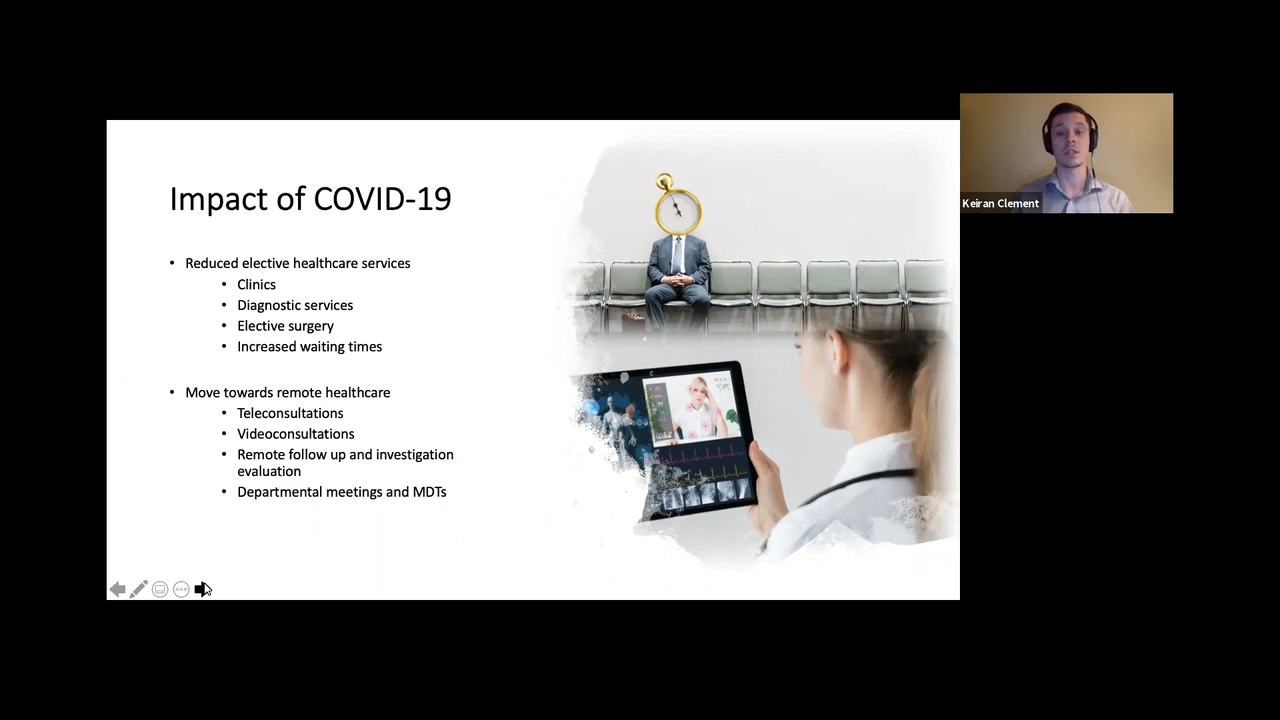 Impact of COVID-19
• Reduced elective healthcare services
• Clinics
• Diagnostic services
• Elective surgery
• Increased waiting times
• Move towards remote healthcare
• Teleconsultations
• Videoconsultations
• Remote follow up and investigation
evaluation
• Departmental meetings and MDTs
Keiran Clement